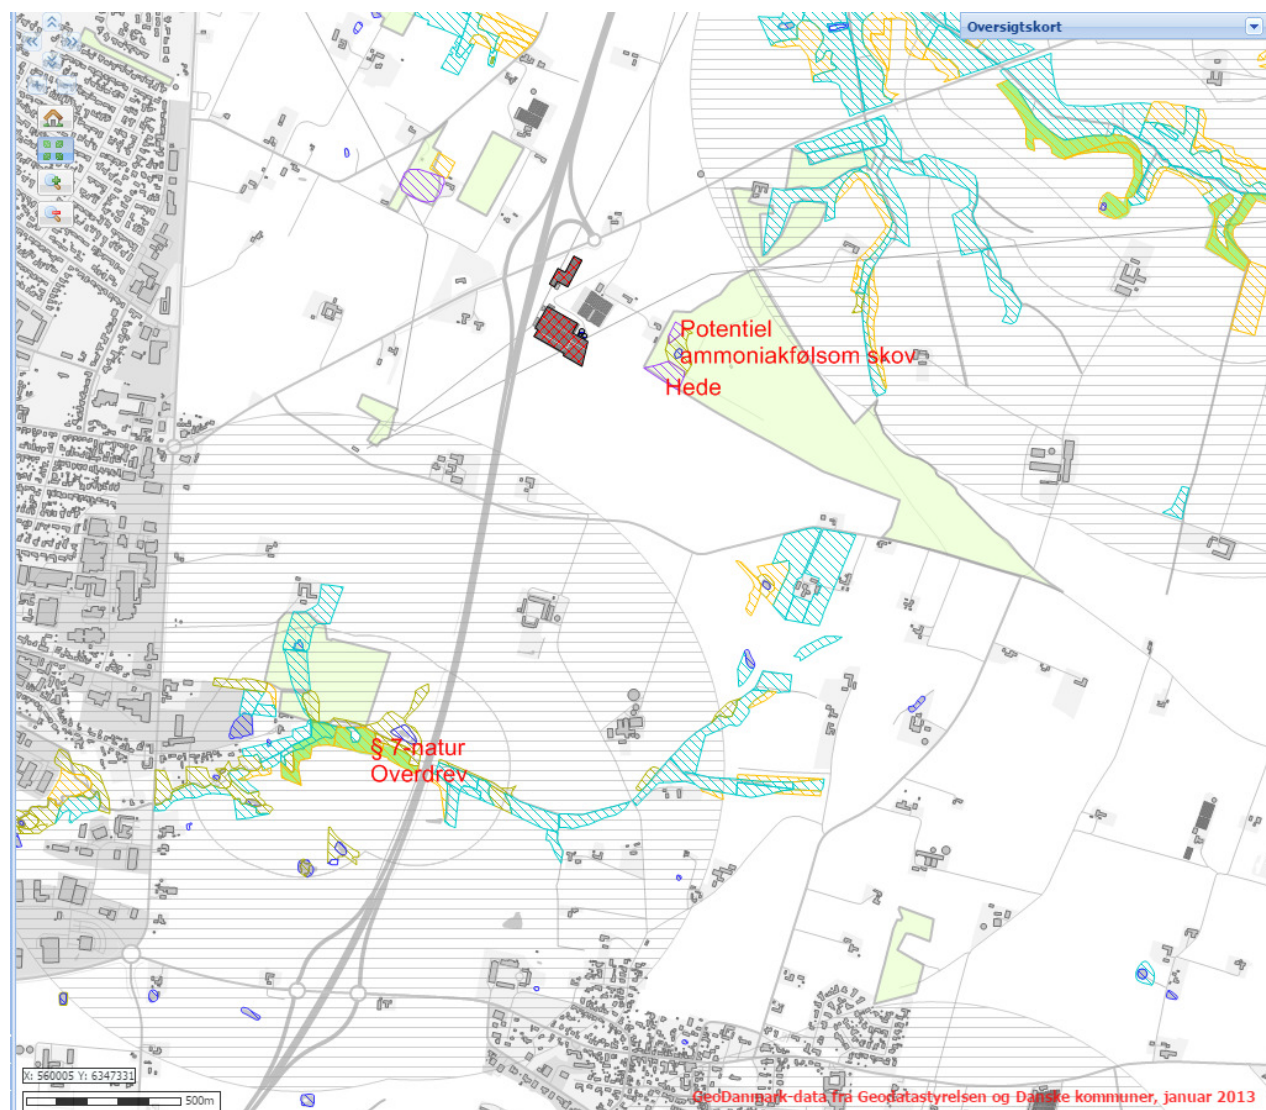 Oversigtskort
Potentiel
ammoniakfølsom skov
Hede
§ 7-natur
Overdrev
X: 560005 Y: 6347331
500m
GeoDanmark-data fra Geodatastyrelsen og Danske kommuner, januar 2013